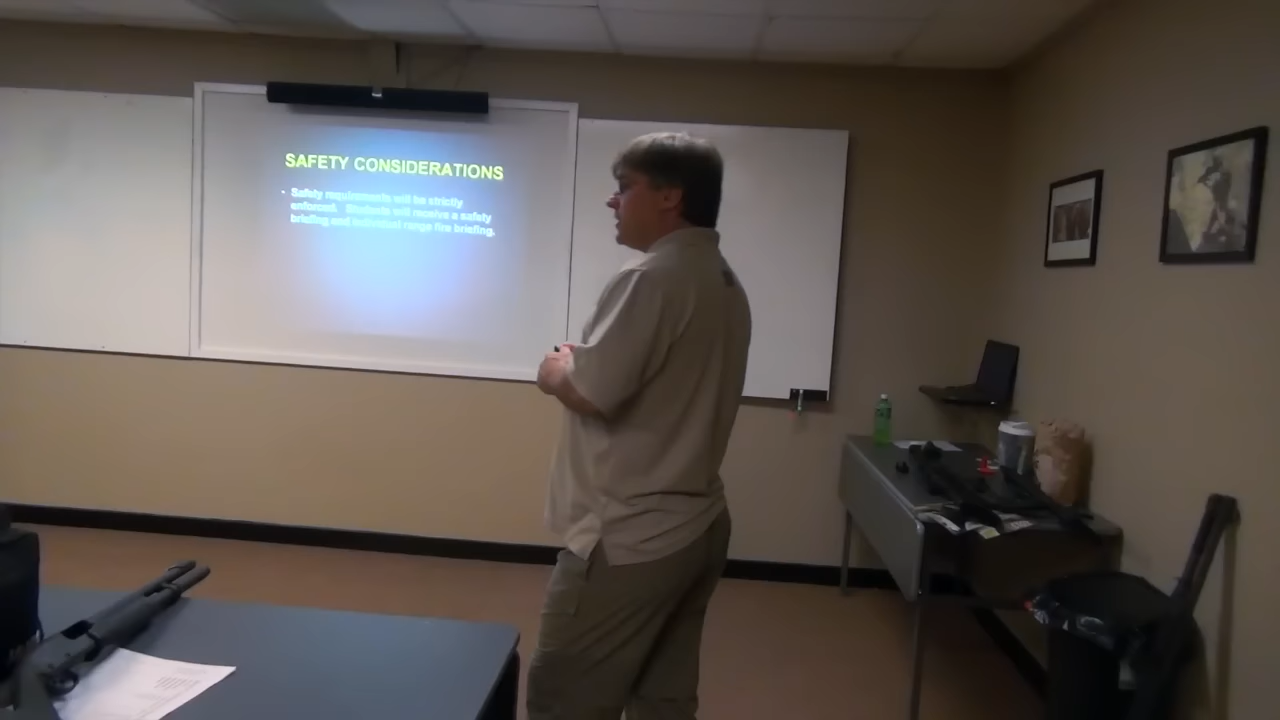 SAFETY CONSIDERATIONS
• Safety requirements will be strictly
enforced. Students will receive a safety
briefing and individual range fire briefing.